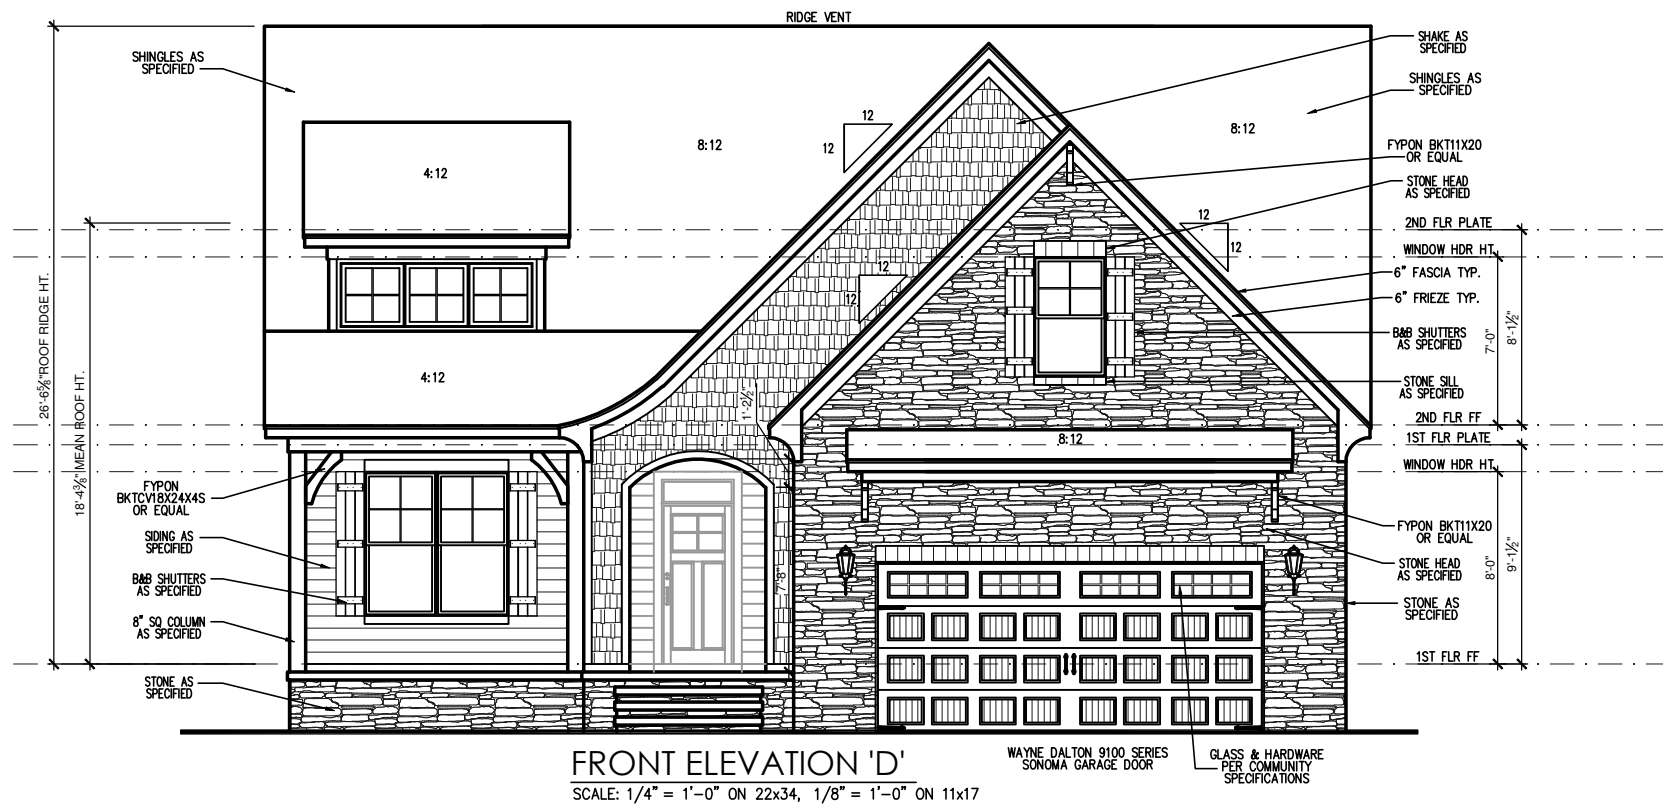 RIDGE VENT
SHINGLES AS
SPECIFIED
SHAKE AS
SPECIFIED
SHINGLES AS
SPECIFIED
12
12
8:12
8:12
4:12
FYPON BKT11X20
OR EQUAL
STONE HEAD
AS SPECIFIED
12
12
2ND FLR PLATE
WINDOW HDR HT.
6" FASCIA TYP.
6" FRIEZE TYP.
12
12
B&B SHUTTERS
AS SPECIFIED
7'-0"
8'-1½"
26'-6⅝" ROOF RIDGE HT.
18'-4⅜" MEAN ROOF HT.
4:12
1'-2½"
STONE SILL
AS SPECIFIED
2ND FLR FF
8:12
1ST FLR PLATE
WINDOW HDR HT.
FYPON
BKTCV18X24X4S
OR EQUAL
SIDING AS
SPECIFIED
B&B SHUTTERS
AS SPECIFIED
8" SQ COLUMN
AS SPECIFIED
STONE AS
SPECIFIED
7'-8"
FYPON BKT11X20
OR EQUAL
STONE HEAD
AS SPECIFIED
8'-0"
9'-1½"
STONE AS
SPECIFIED
1ST FLR FF
FRONT ELEVATION 'D'
SCALE: 1/4" = 1'-0" ON 22x34, 1/8" = 1'-0" ON 11x17
WAYNE DALTON 9100 SERIES
SONOMA GARAGE DOOR
GLASS & HARDWARE
PER COMMUNITY
SPECIFICATIONS